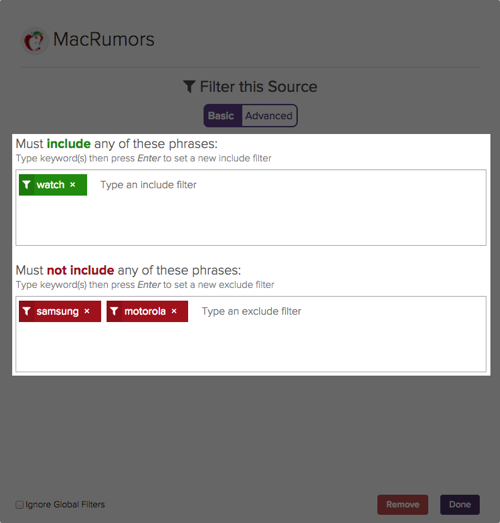 MacRumors
Filter this Source
Basic Advanced
Must include any of these phrases:
Type keyword(s) then press Enter to set a new include filter
watch × Type an include filter
Must not include any of these phrases:
Type keyword(s) then press Enter to set a new exclude filter
samsung × motorola × Type an exclude filter
Ignore Global Filters Remove Done